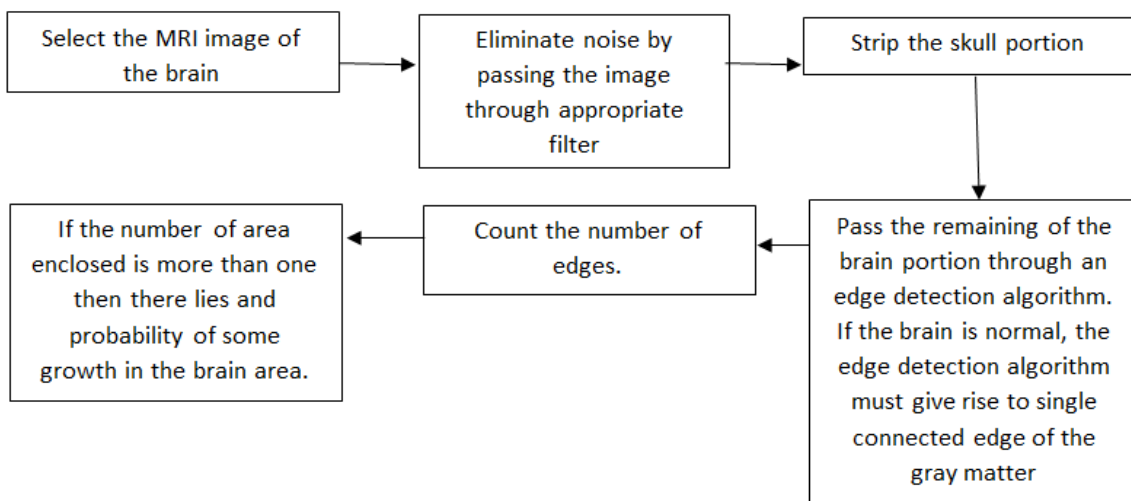 Select the MRI image of
the brain
Eliminate noise by
passing the image
through appropriate
filter
Strip the skull portion
Pass the remaining of the
brain portion through an
edge detection algorithm.
If the brain is normal, the
edge detection algorithm
must give rise to single
connected edge of the
gray matter
Count the number of
edges.
If the number of area
enclosed is more than one
then there lies and
probability of some
growth in the brain area.